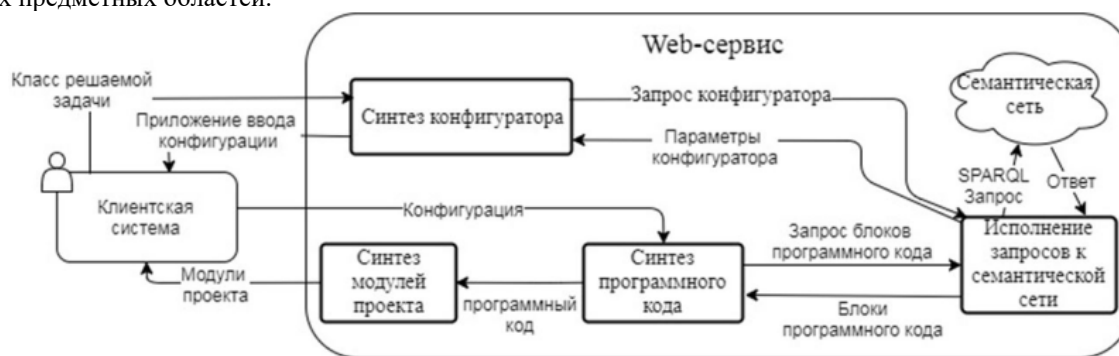 х предметных областей.
Web-сервис
Класс решаемой
задачи
Приложение ввода
конфигурации
Синтез конфигуратора
Запрос конфигуратора
Параметры
конфигуратора
Семантическая
сеть
SPARQL
Запрос
Ответ
Клиентская
система
Конфигурация
Модули
проекта
Синтез
модулей
проекта
программный
код
Синтез
программного
кода
Запрос блоков
программного кода
Блоки
программного кода
Исполнение
запросов к
семантической
сети